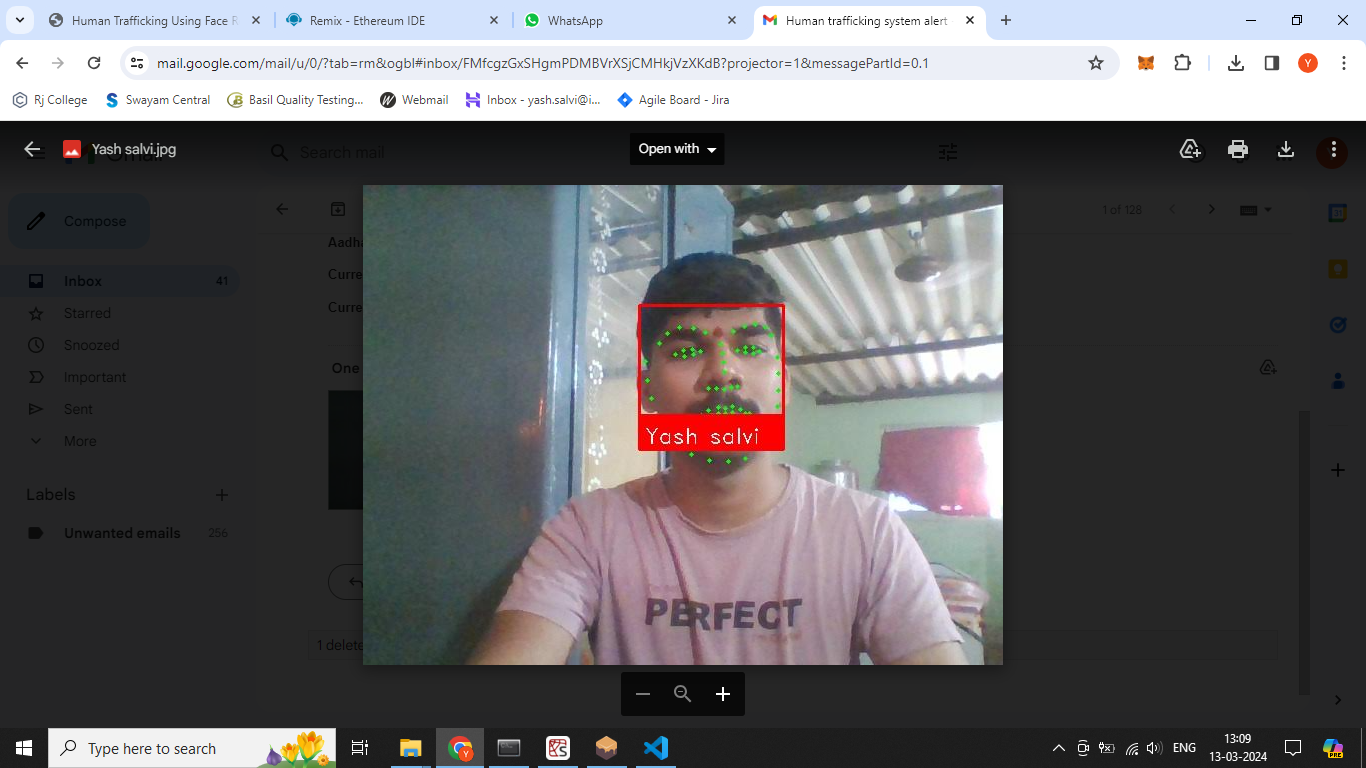 Human Trafficking Using Face R
Remix - Ethereum IDE
WhatsApp
Human trafficking system alert
mail.google.com/mail/u/0/?tab=rm&ogbl#inbox/FMfcgzGxSHgmPDMBVrXSjCMHkjVzXKdB?projector=1&messagePartId=0.1
Y
Rj College
Swayam Central
Basil Quality Testing...
Webmail
Inbox - yash.salvi@i...
Agile Board - Jira
Yash salvi.jpg
Search mail
Open with
Compose
1 of 128
Aadha
Inbox 41
Curre
Starred
Curre
Snoozed
One
Important
Sent
More
Yash salvi
Labels
Unwanted emails 256
PERFECT
1 delete
Type here to search
ENG
13:09
13-03-2024
PRE